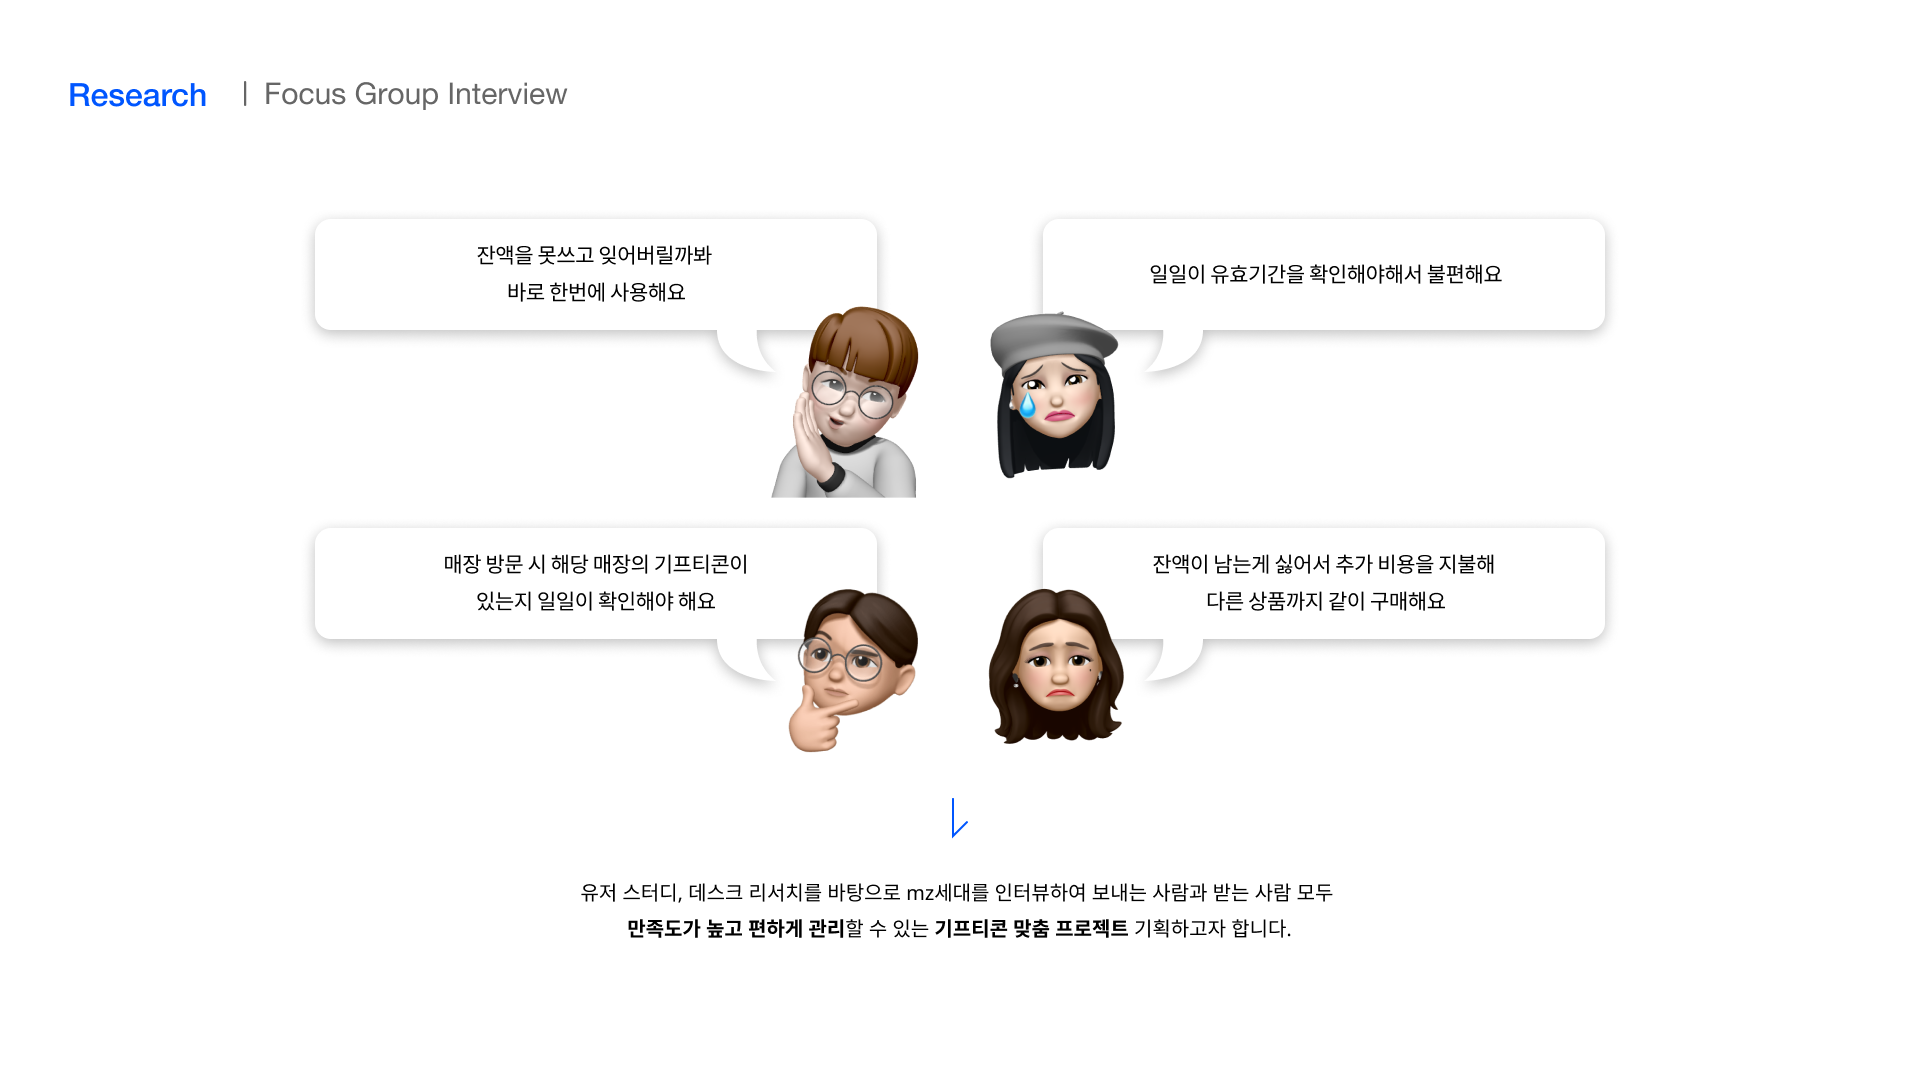 Research | Focus Group Interview
잔액을 못쓰고 잊어버릴까봐
바로 한번에 사용해요
일일이 유효기간을 확인해야해서 불편해요
매장 방문 시 해당 매장의 기프티콘이
있는지 일일이 확인해야 해요
잔액이 남는게 싫어서 추가 비용을 지불해
다른 상품까지 같이 구매해요
유저 스터디, 데스크 리서치를 바탕으로 mz세대를 인터뷰하여 보내는 사람과 받는 사람 모두
만족도가 높고 편하게 관리할 수 있는 기프티콘 맞춤 프로젝트 기획하고자 합니다.